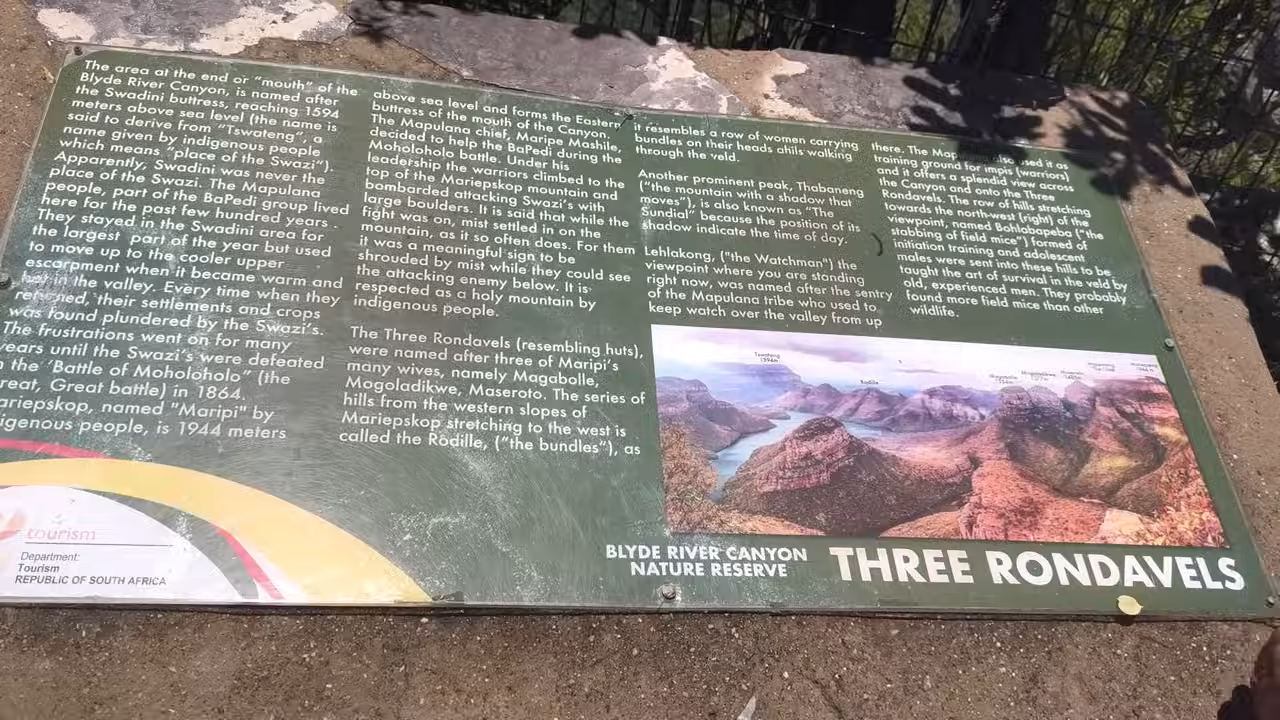 The area at the end or “mouth” of the
Blyde River Canyon, is named after
the Swadini buttress, reaching 1594
meters above sea level (the name is
said to derive from “Tswateng”, a
name given by indigenous people
which means “place of the Swazi”).
Apparently, Swadini was never the
place of the Swazi. The Mapulana
people, part of the BaPedi group lived
here for the past few hundred years .
They stayed in the Swadini area for
the largest part of the year but used
to move up to the cooler upper
escarpment when it became warm and
hot in the valley. Every time when they
their settlements and crops
was found plundered by the Swazi's.
The frustrations went on for many
years until the Swazi's were defeated
the “Battle of Moholoholo” (the
Great battle) in 1864.
named "Maripi" by
people, is 1944 meters
above sea level and forms the Eastern
buttress of the mouth of the Canyon.
The Mapulana chief, Maripe Mashile,
decided to help the BaPedi during the
Moholoholo battle. Under his
leadership the warriors climbed to the
top of the Mariepskop mountain and
bombarded attacking Swazi's with
large boulders. It is said that while the
fight was on, mist settled in on the
mountain, as it so often does. For them
it was a meaningful sign to be
shrouded by mist while they could see
the attacking enemy below. It is
respected as a holy mountain by
indigenous people.
The Three Rondavels (resembling huts),
were named after three of Maripi's
many wives, namely Magabolle,
Mogoladikwe, Maseroto. The series of
hills from the western slopes of
Mariepskop stretching to the west is
called the Rodille, (“the bundles”), as
it resembles a row of women carrying
bundles on their heads ahils walking
through the veld.
Another prominent peak, Thabaneng
(“the mountain with a shadow that
moves”), is also known as “The
Sundial” because the position of its
shadow indicate the time of day.
Lehlakong, (“the Watchman”) the
viewpoint where you are standing
right now, was named after the sentry
of the Mapulana tribe who used to
keep watch over the valley from up
there. The also used it as
training ground for impis (warriors)
and it offers a splendid view across
the Canyon and onto the Three
Rondavels. The row of hills stretching
towards the north-west (right) of the
viewpoint, named Bohlabapeba (“the
stabbing of field mice”) formed of
initiation training and adolescent
males were sent into these hills to be
taught the art of survival in the veld by
old, experienced men. They probably
found more field mice than other
wildlife.
Tswateng
1594m
Rodille
BLYDE RIVER CANYON
NATURE RESERVE
THREE RONDAVELS
tourism
Department:
Tourism
REPUBLIC OF SOUTH AFRICA